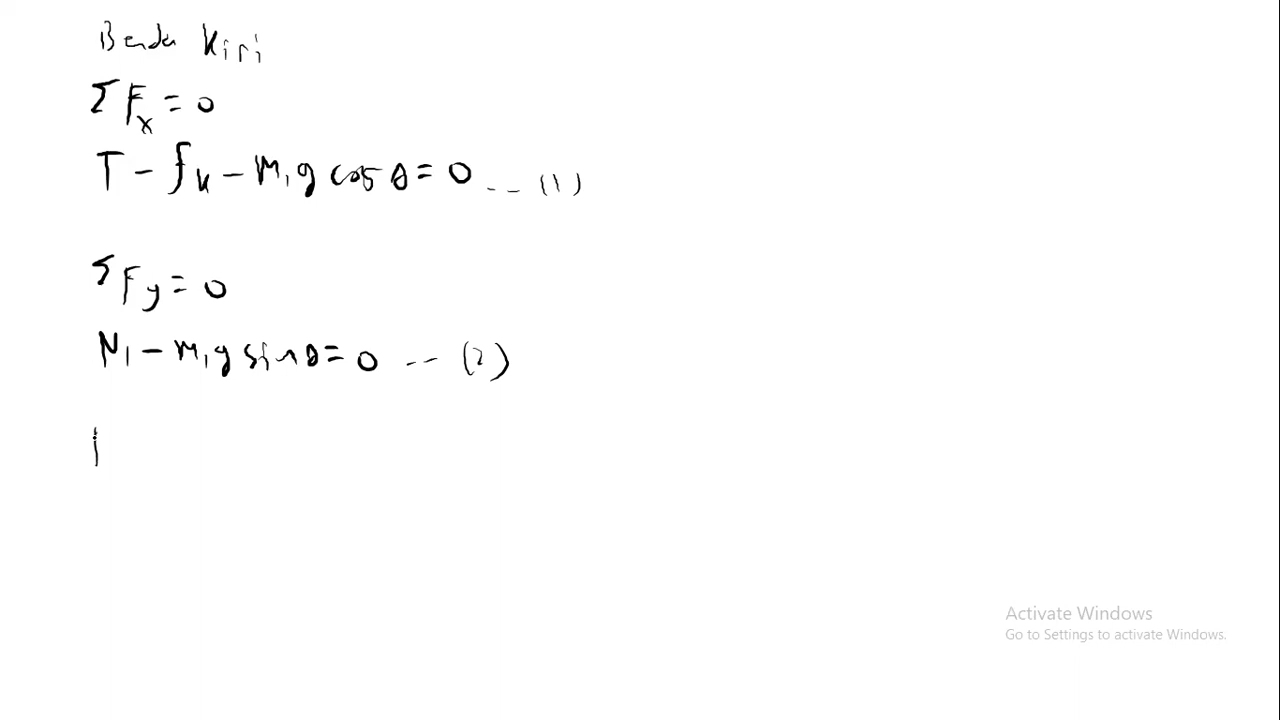 Benda Kiri
ΣFx = 0
T - fk - m1g cos θ = 0 -- (1)
ΣFy = 0
N1 - m1g sin θ = 0 -- (2)
Activate Windows
Go to Settings to activate Windows.